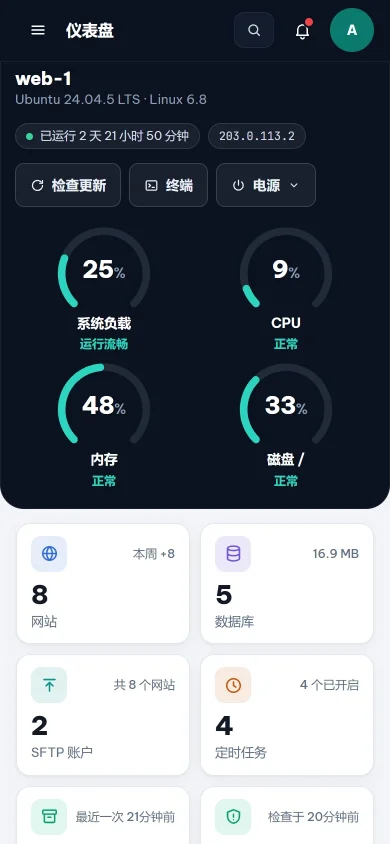 仪表盘
A
web-1
Ubuntu 24.04.5 LTS · Linux 6.8
已运行 2 天 21 小时 50 分钟
203.0.113.2
检查更新
终端
电源
25%
系统负载
运行流畅
9%
CPU
正常
48%
内存
正常
33%
磁盘 /
正常
本周 +8
8
网站
16.9 MB
5
数据库
共 8 个网站
2
SFTP 账户
4 个已开启
4
定时任务
最近一次 21分钟前
检查于 20分钟前